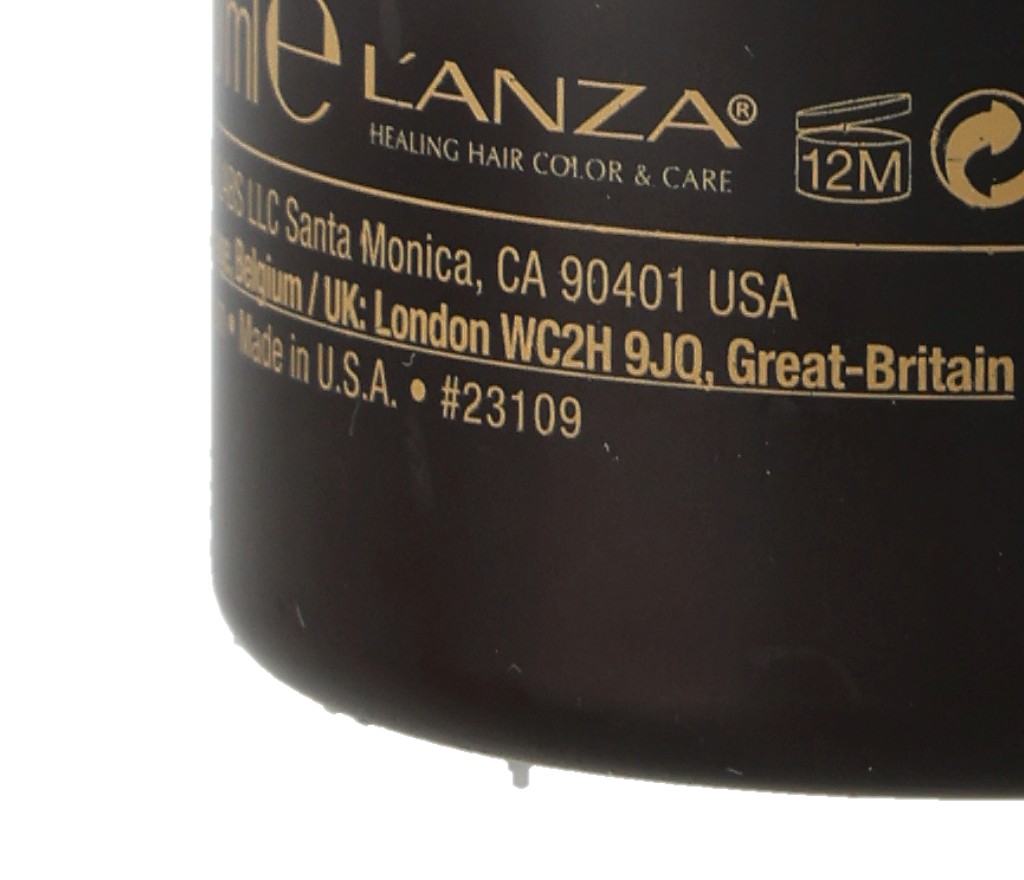 ml e L'ANZA®
HEALING HAIR COLOR & CARE
12M
LLC Santa Monica, CA 90401 USA
Belgium / UK: London WC2H 9JQ, Great-Britain
• Made in U.S.A. • #23109